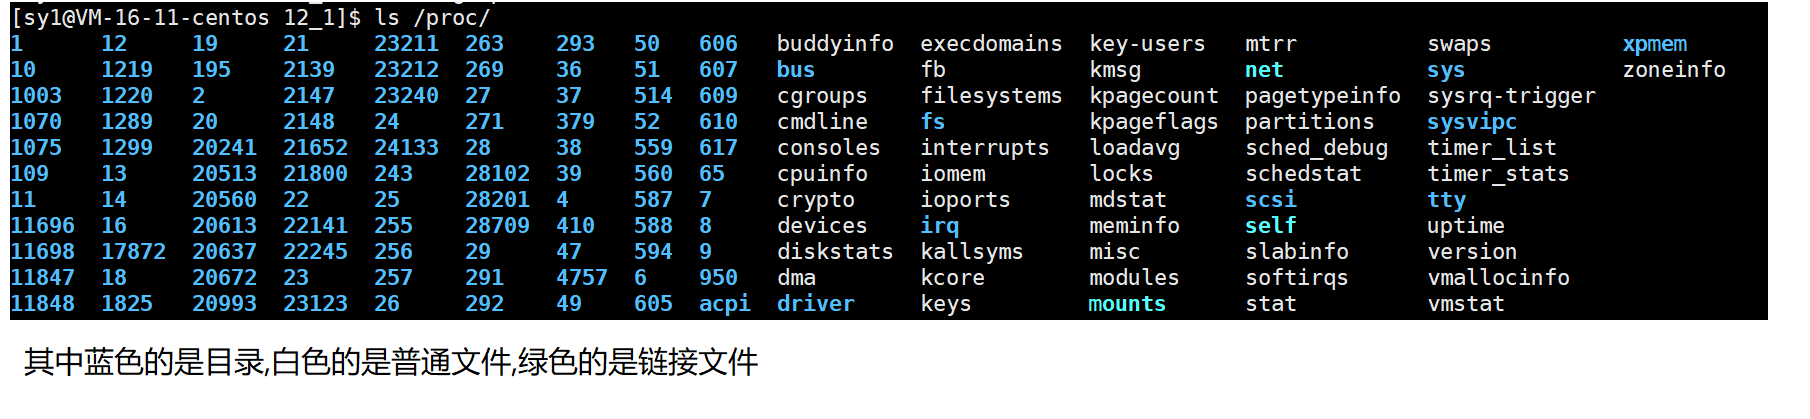 [sy1@VM-16-11-centos 12_1]$ ls /proc/
1 12 19 21 23211 263 293 50 606 buddyinfo execdomains key-users mtrr swaps xpmem
10 1219 195 2139 23212 269 36 51 607 bus fb kmsg net sys zoneinfo
1003 1220 2 2147 23240 27 37 514 609 cgroups filesystems kpagecount pagetypeinfo sysrq-trigger
1070 1289 20 2148 24 271 379 52 610 cmdline fs kpageflags partitions sysvipc
1075 1299 20241 21652 24133 28 38 559 617 consoles interrupts loadavg sched_debug timer_list
109 13 20513 21800 243 28102 39 560 65 cpuinfo iomem locks schedstat timer_stats
11 14 20560 22 25 28201 4 587 7 crypto ioports mdstat scsi tty
11696 16 20613 22141 255 28709 410 588 8 devices irq meminfo self uptime
11698 17872 20637 22245 256 29 47 594 9 diskstats kallsyms misc slabinfo version
11847 18 20672 23 257 291 4757 6 950 dma kcore modules softirqs vmallocinfo
11848 1825 20993 23123 26 292 49 605 acpi driver keys mounts stat vmstat
其中蓝色的是目录,白色的是普通文件,绿色的是链接文件